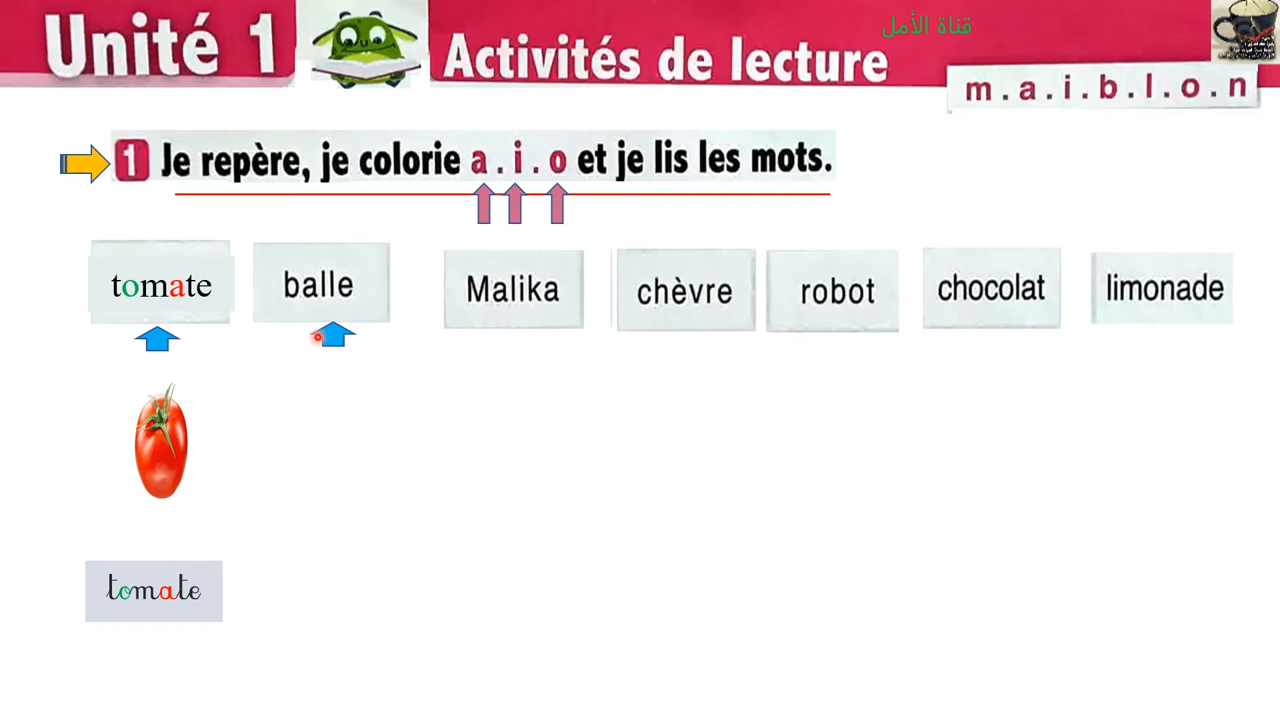 Unité 1
Activités de lecture
قناة الأمل
m . a . i . b . l . o . n
1 Je repère, je colorie a . i . o et je lis les mots.
tomate balle Malika chèvre robot chocolat limonade
tomate